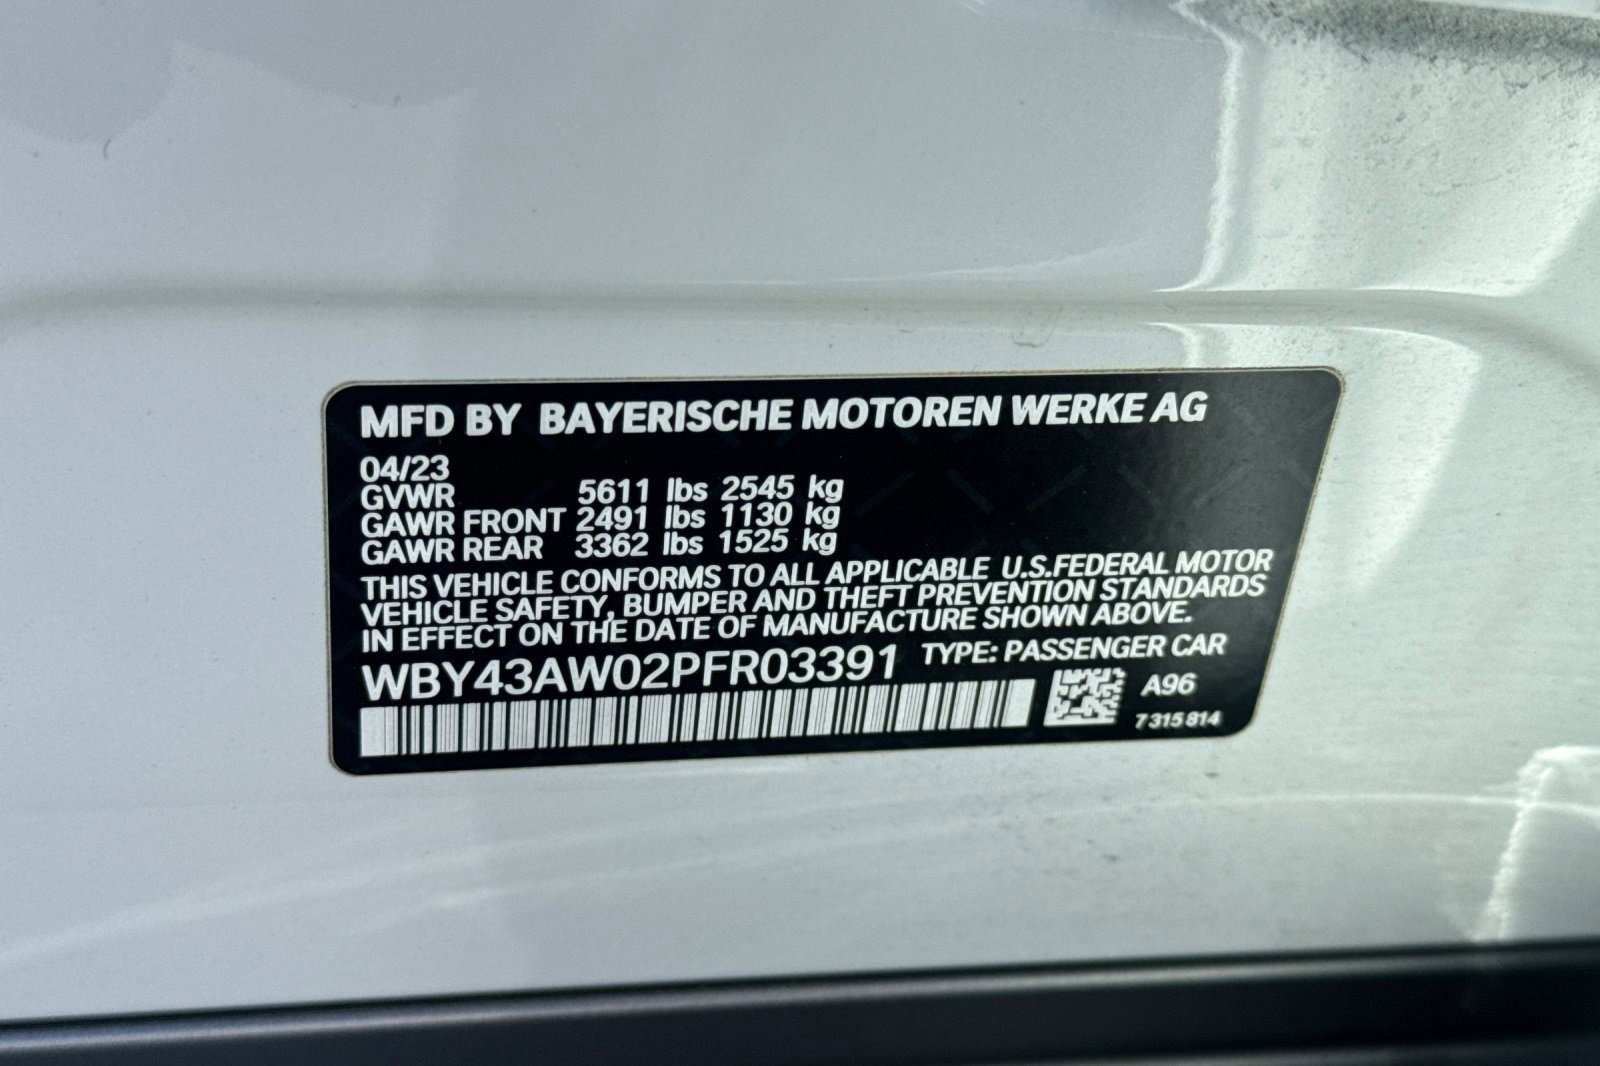 MFD BY BAYERISCHE MOTOREN WERKE AG
04/23
GVWR 5611 lbs 2545 kg
GAWR FRONT 2491 lbs 1130 kg
GAWR REAR 3362 lbs 1525 kg
THIS VEHICLE CONFORMS TO ALL APPLICABLE U.S.FEDERAL MOTOR
VEHICLE SAFETY, BUMPER AND THEFT PREVENTION STANDARDS
IN EFFECT ON THE DATE OF MANUFACTURE SHOWN ABOVE.
WBY43AW02PFR03391 TYPE: PASSENGER CAR
A96
7 315 814